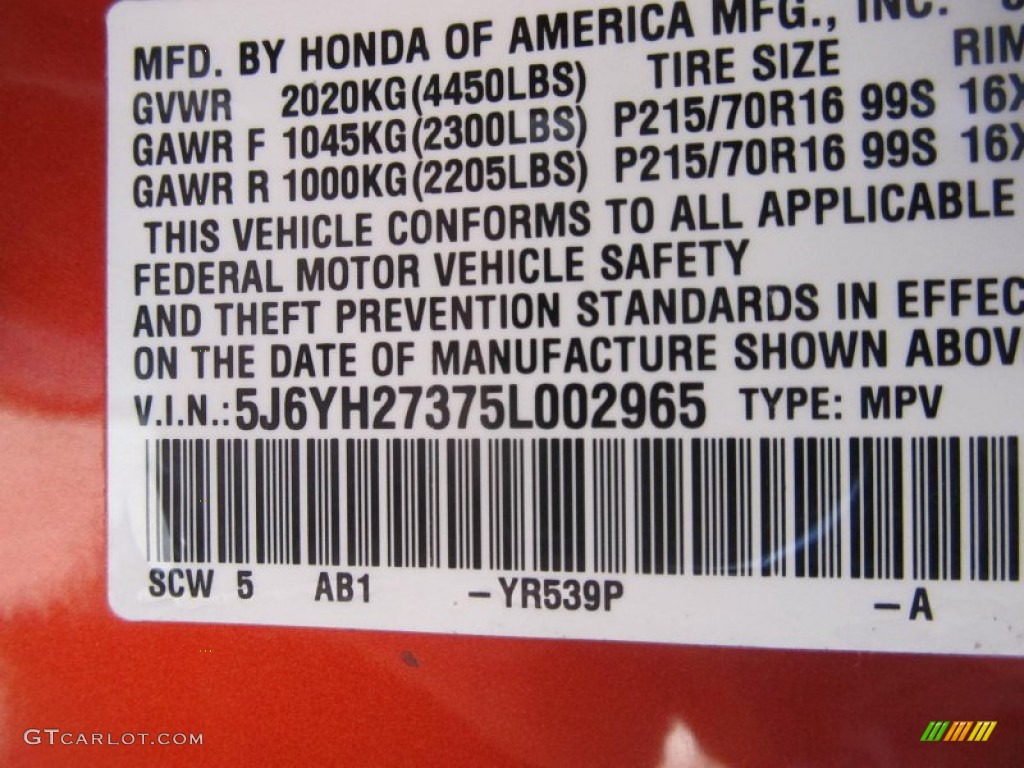 MFD. BY HONDA OF AMERICA MFG., INC.
GVWR 2020KG(4450LBS) TIRE SIZE RIM
GAWR F 1045KG(2300LBS) P215/70R16 99S 16X
GAWR R 1000KG(2205LBS) P215/70R16 99S 16X
THIS VEHICLE CONFORMS TO ALL APPLICABLE
FEDERAL MOTOR VEHICLE SAFETY
AND THEFT PREVENTION STANDARDS IN EFFEC
ON THE DATE OF MANUFACTURE SHOWN ABOV
V.I.N.: 5J6YH27375L002965 TYPE: MPV
SCW 5 AB1 –YR539P –A
GTCARLOT.COM